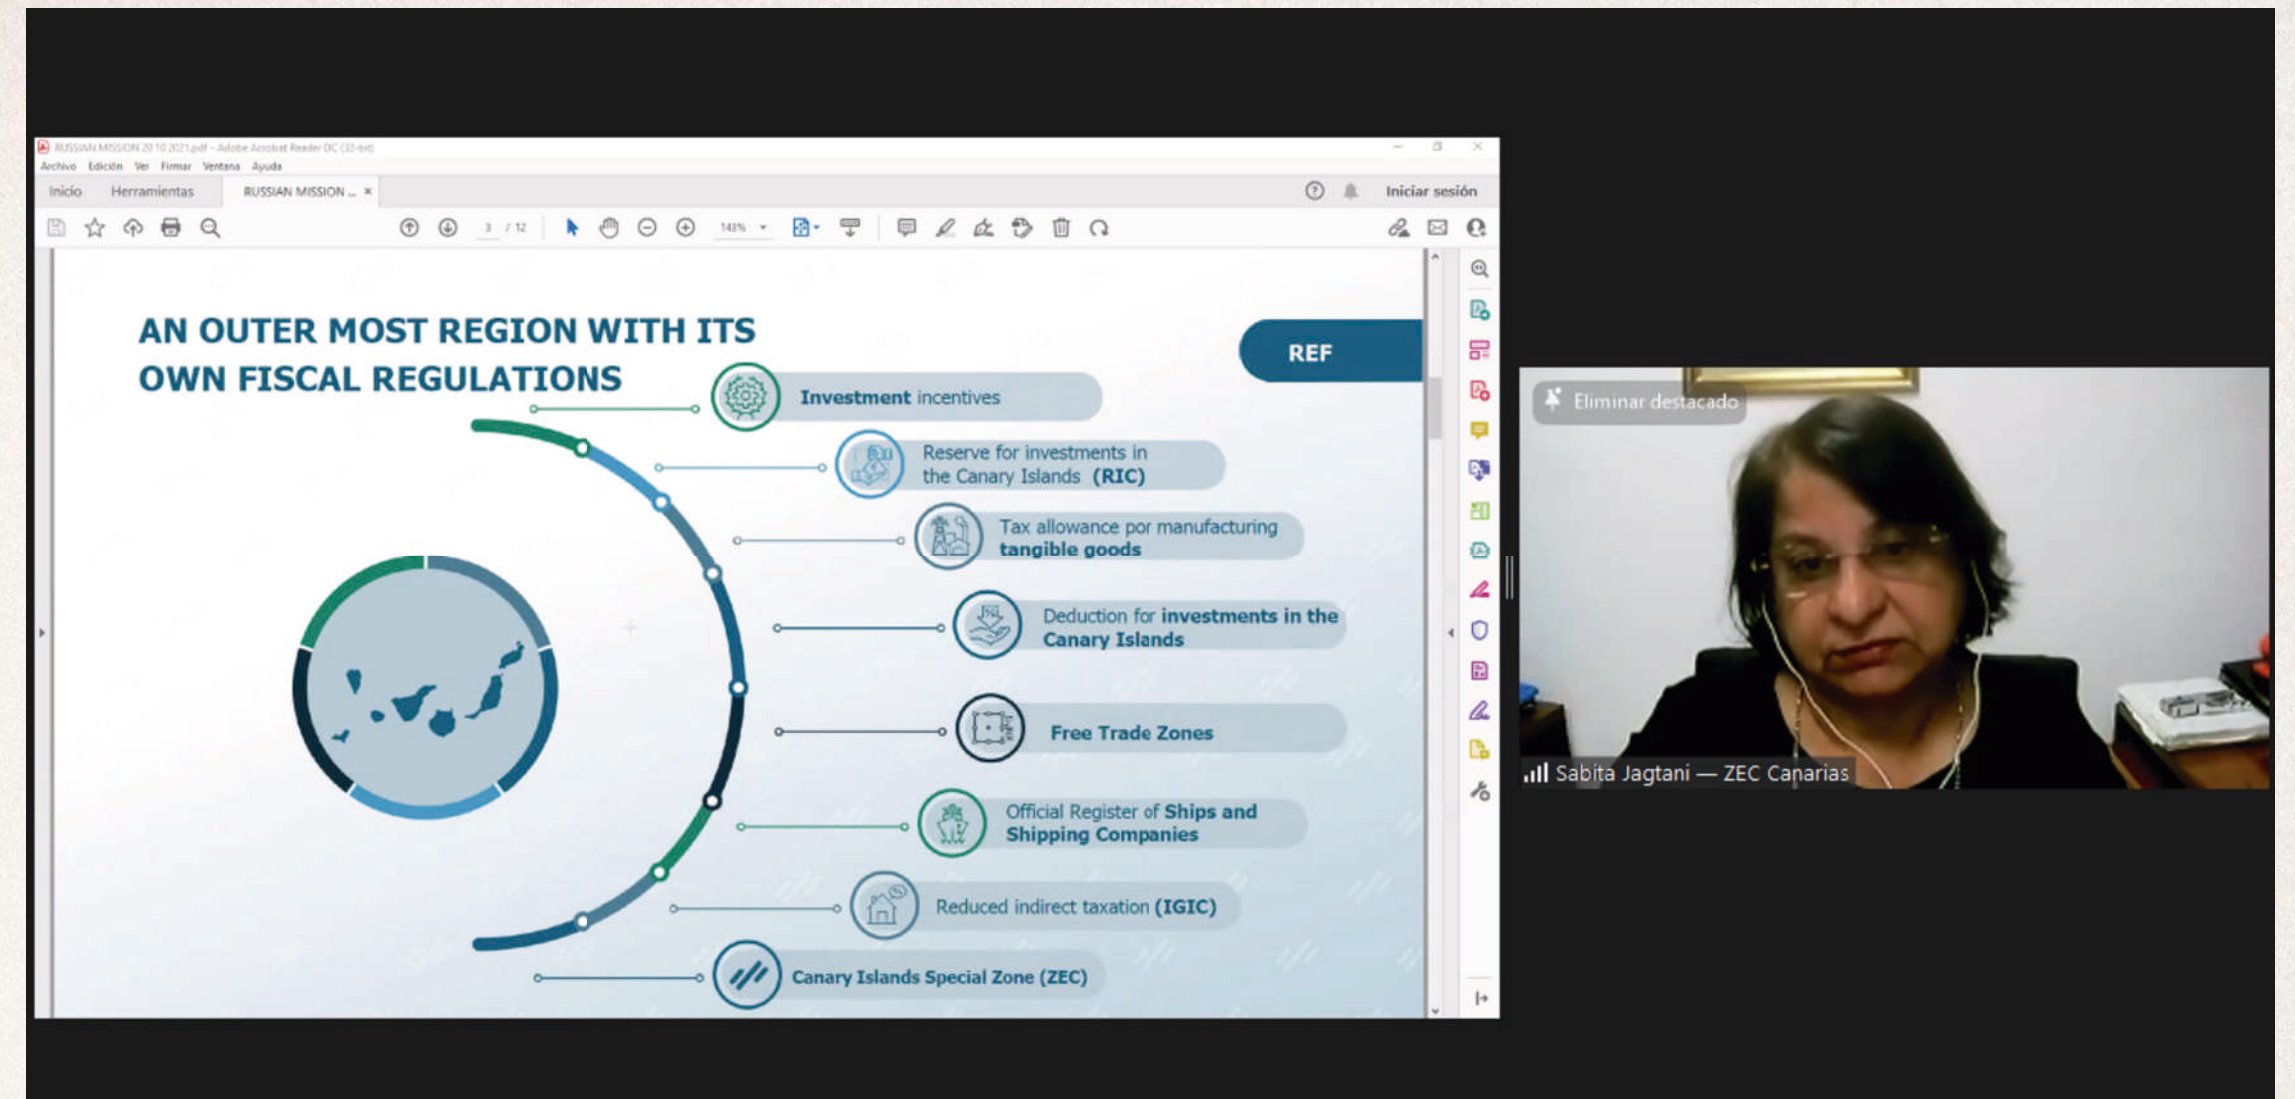 RUSSIAN MISSION 20 10 2021.pdf - Adobe Acrobat Reader DC (32-bit)
Archivo Edición Ver Firmar Ventana Ayuda
Inicio Herramientas RUSSIAN MISSION ... × Iniciar sesión
3 / 12 143%
AN OUTER MOST REGION WITH ITS
OWN FISCAL REGULATIONS
REF
Investment incentives
Reserve for investments in
the Canary Islands (RIC)
Tax allowance por manufacturing
tangible goods
Deduction for investments in the
Canary Islands
Free Trade Zones
Official Register of Ships and
Shipping Companies
Reduced indirect taxation (IGIC)
Canary Islands Special Zone (ZEC)
Eliminar destacado
Sabita Jagtani — ZEC Canarias